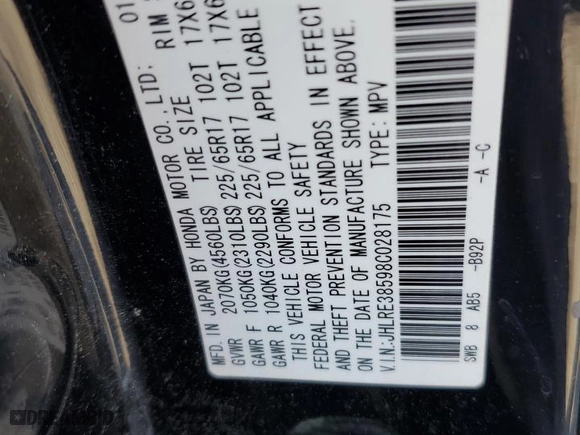 MFD. IN JAPAN BY HONDA MOTOR CO., LTD: 01
TIRE SIZE RIM
GVWR 2070KG(4560LBS)
GAWR F 1050KG(2310LBS) 225/65R17 102T 17X6
GAWR R 1040KG(2290LBS) 225/65R17 102T 17X6
THIS VEHICLE CONFORMS TO ALL APPLICABLE
FEDERAL MOTOR VEHICLE SAFETY
AND THEFT PREVENTION STANDARDS IN EFFECT
ON THE DATE OF MANUFACTURE SHOWN ABOVE.
V.I.N.:JHLRE38598C028175 TYPE: MPV
SWB 8 AB5 -B92P -A -C
DREAMBID